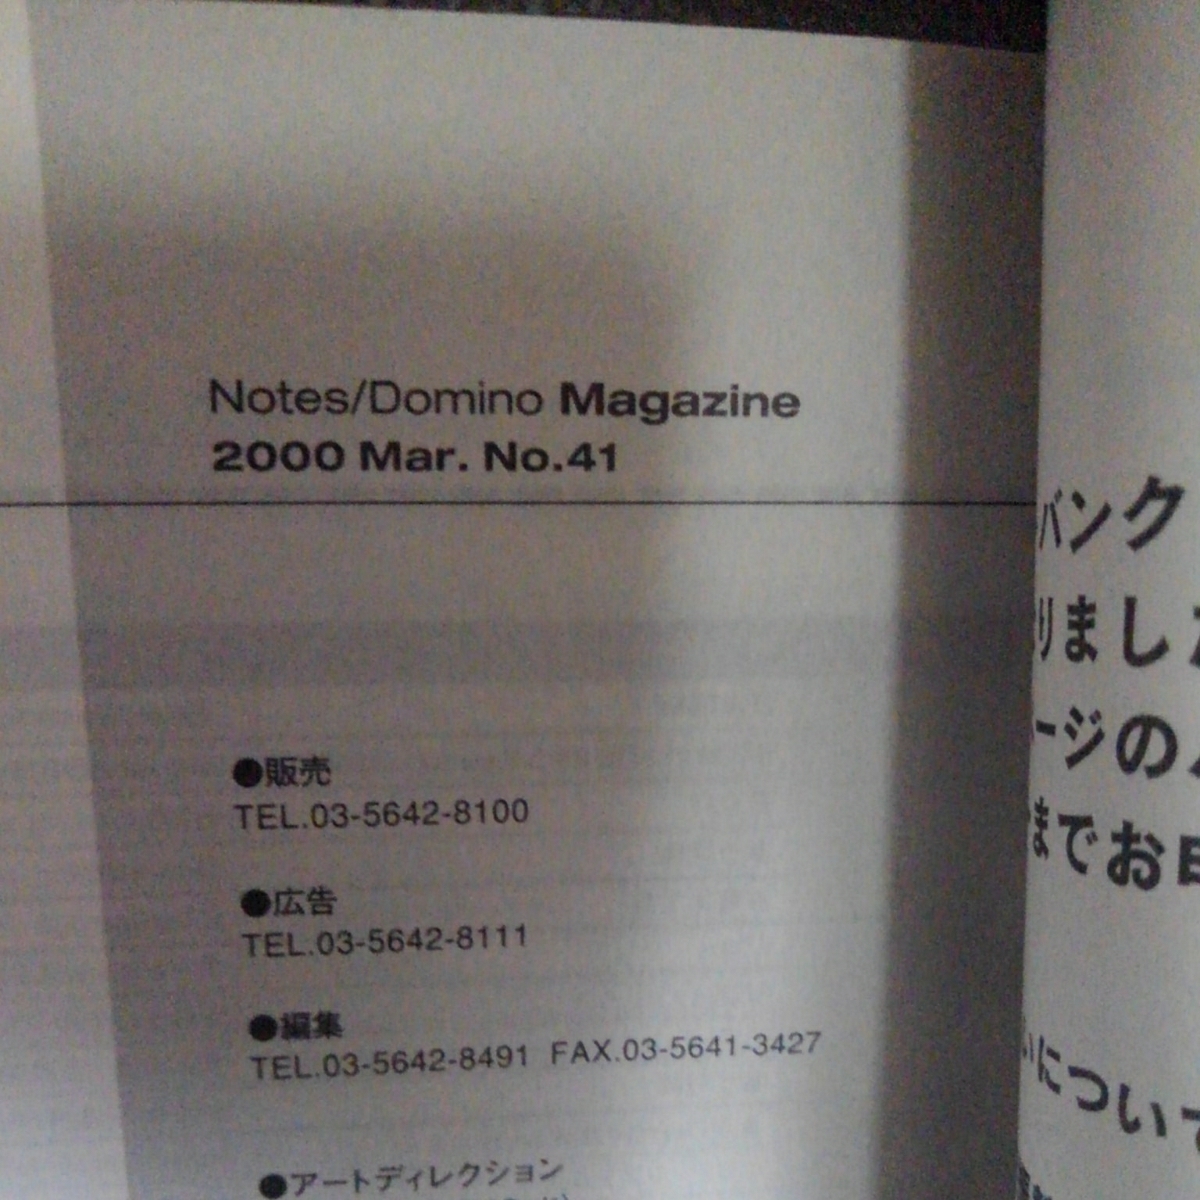 Notes/Domino Magazine
2000 Mar. No.41
●販売
TEL.03-5642-8100
●広告
TEL.03-5642-8111
●編集
TEL.03-5642-8491 FAX.03-5641-3427
●アートディレクション
バンク
りまし
ージの
までお
について